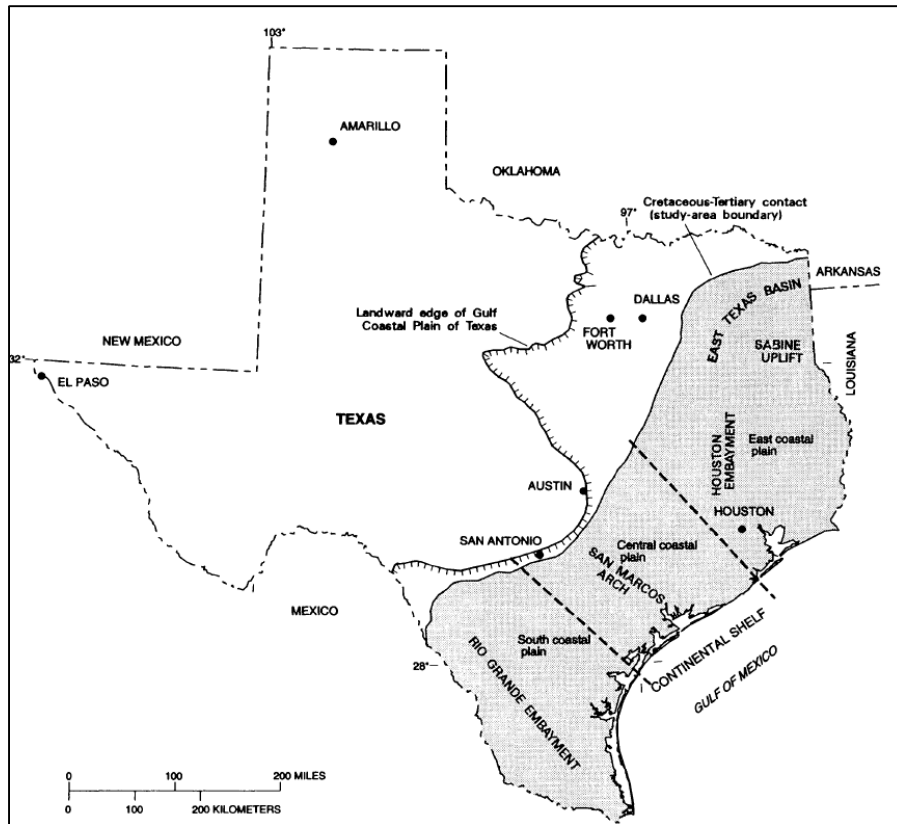 103°
AMARILLO
OKLAHOMA
Cretaceous-Tertiary contact
(study-area boundary)
97°
ARKANSAS
EAST TEXAS BASIN
DALLAS
Landward edge of Gulf
Coastal Plain of Texas
FORT
WORTH
NEW MEXICO
SABINE
UPLIFT
LOUISIANA
32°
EL PASO
TEXAS
HOUSTON
EMBAYMENT
East coastal
plain
AUSTIN
HOUSTON
SAN ANTONIO
Central coastal
plain
SAN MARCOS
ARCH
MEXICO
South coastal
plain
CONTINENTAL SHELF
28°
GULF OF MEXICO
RIO GRANDE EMBAYMENT
0 100 200 MILES
0 100 200 KILOMETERS